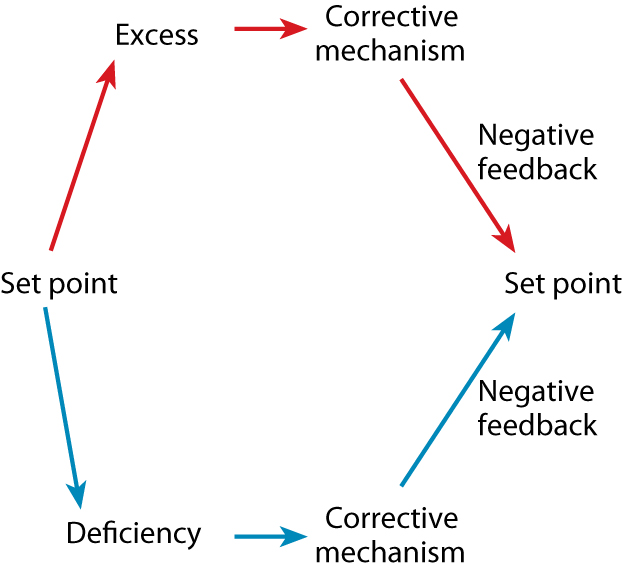 Excess
Corrective
mechanism
Negative
feedback
Set point
Set point
Negative
feedback
Deficiency
Corrective
mechanism